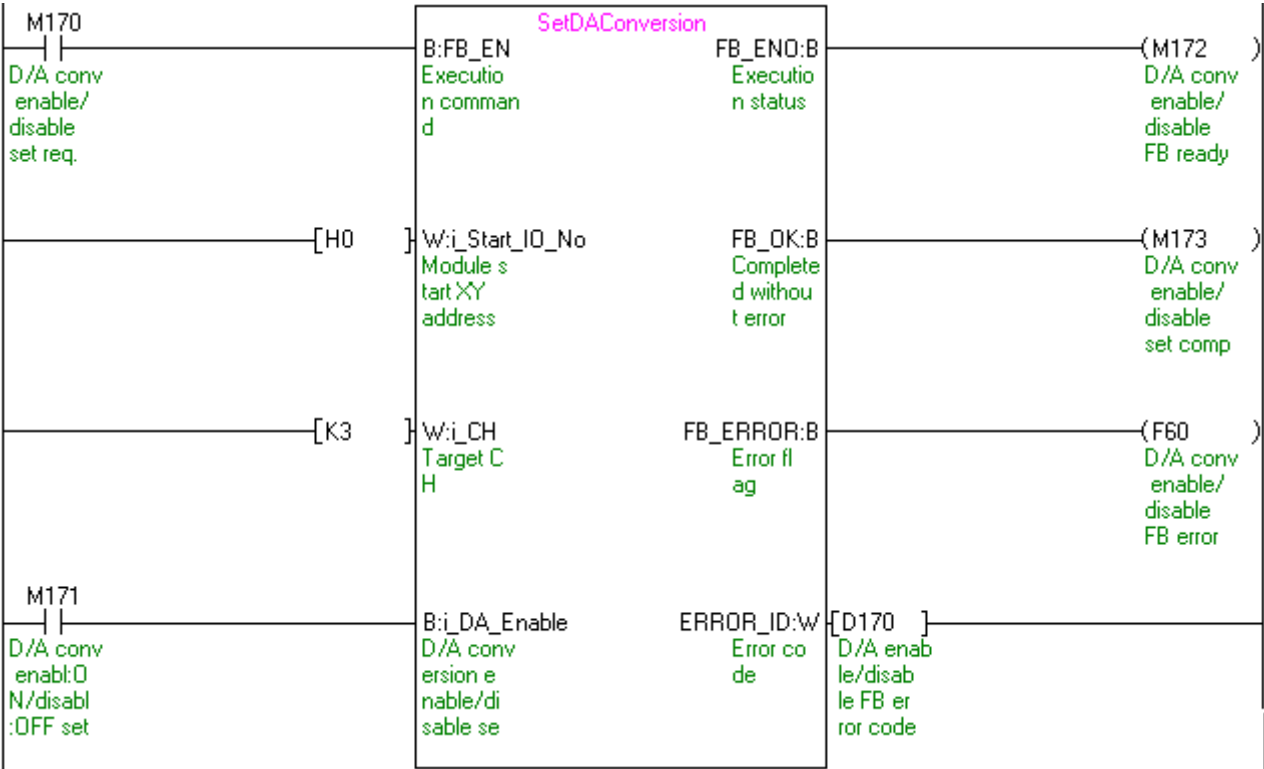 M170
SetDAConversion
B:FB_EN
FB_ENO:B
(M172 )
D/A conv
enable/
disable
set req.
Executio
n comman
d
Executio
n status
D/A conv
enable/
disable
FB ready
[H0 ]
W:i_Start_IO_No
FB_OK:B
(M173 )
Module s
tart XY
address
Complete
d withou
t error
D/A conv
enable/
disable
set comp
[K3 ]
W:i_CH
FB_ERROR:B
(F60 )
Target C
H
Error fl
ag
D/A conv
enable/
disable
FB error
M171
B:i_DA_Enable
ERROR_ID:W
[D170 ]
D/A conv
enabl:O
N/disabl
:OFF set
D/A conv
ersion e
nable/di
sable se
Error co
de
D/A enab
le/disab
le FB er
ror code